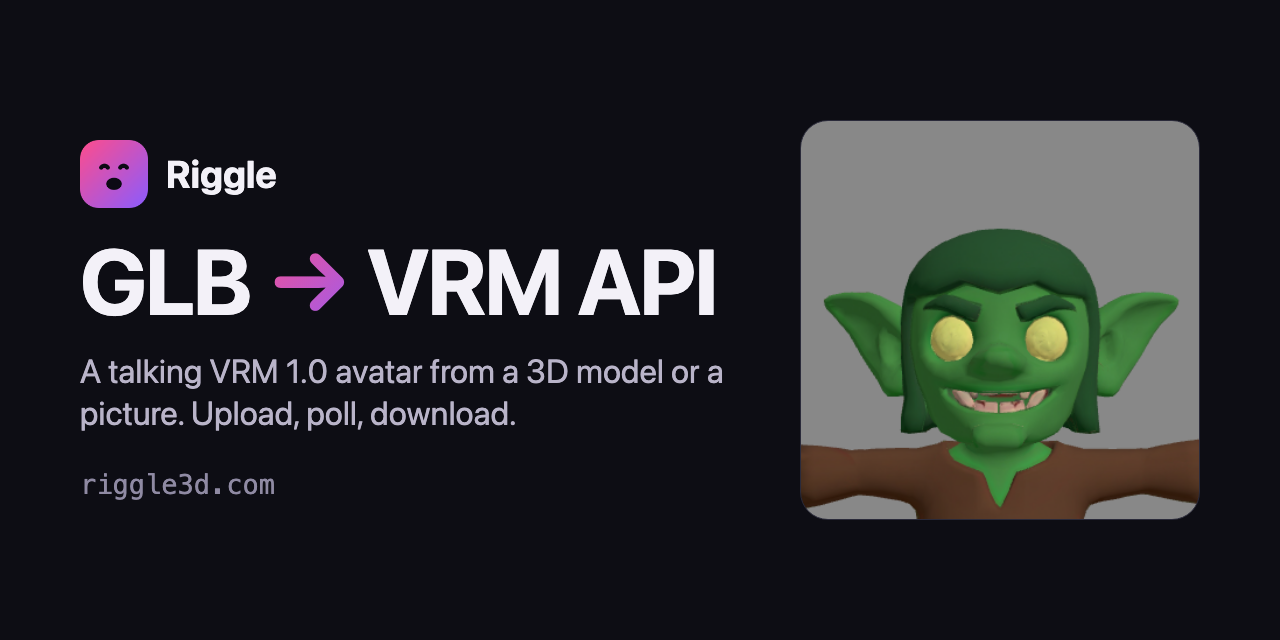 Riggle
GLB → VRM API
A talking VRM 1.0 avatar from a 3D model or a
picture. Upload, poll, download.
riggle3d.com